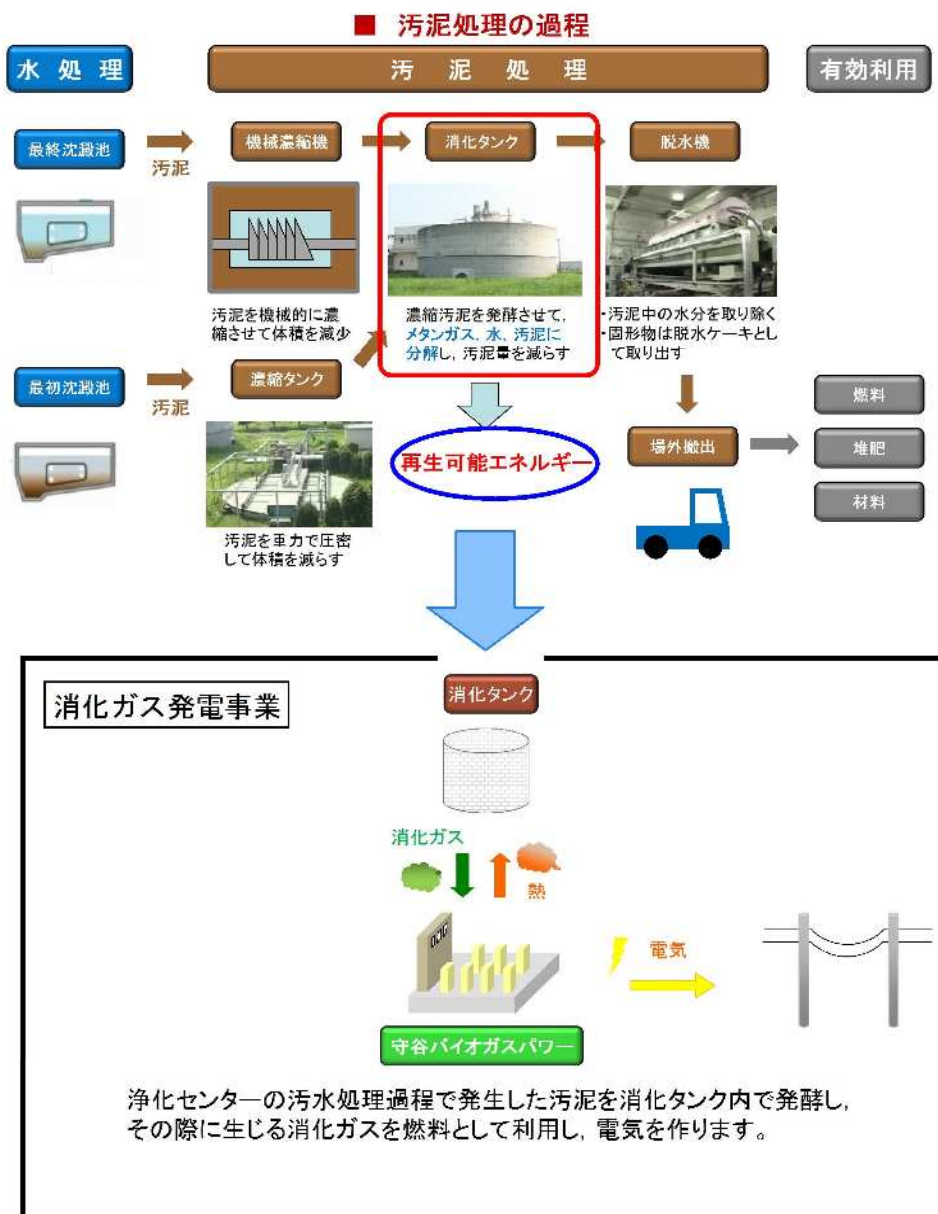 ■ 汚泥処理の過程
水 処 理
汚 泥 処 理
有効利用
最終沈澱池
汚泥
機械濃縮機
消化タンク
脱水機
汚泥を機械的に濃
縮させて体積を減少
濃縮汚泥を発酵させて,
メタンガス、水、汚泥に
分解し, 汚泥量を減らす
・汚泥中の水分を取り除く
・固形物は脱水ケーキとし
て取り出す
最初沈澱池
汚泥
濃縮タンク
汚泥を重力で圧密
して体積を減らす
再生可能エネルギー
場外搬出
燃料
堆肥
材料
消化ガス発電事業
消化タンク
消化ガス
熱
電気
守谷バイオガスパワー
浄化センターの汚水処理過程で発生した汚泥を消化タンク内で発酵し,
その際に生じる消化ガスを燃料として利用し, 電気を作ります。